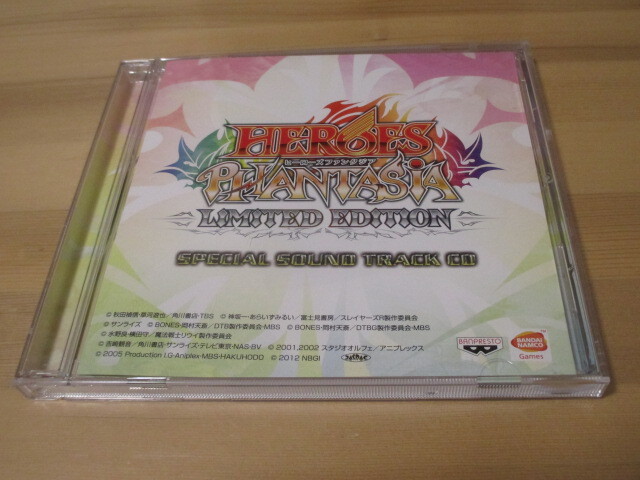 HEROES
ヒーローズファンタジア
PHANTASIA
LIMITED EDITION
SPECIAL SOUND TRACK CD
©秋田禎信・草河遊也/角川書店・TBS ©神坂一・あらいずみるい/富士見書房/スレイヤーズR製作委員会
©サンライズ ©BONES・岡村天斎/DTB製作委員会・MBS ©BONES・岡村天斎/DTBG製作委員会・MBS
©水野良・横田守/魔法戦士リウイ製作委員会
©吉崎観音/角川書店・サンライズ・テレビ東京・NAS・BV ©2001,2002 スタジオオルフェ/アニプレックス
©2005 Production I.G・Aniplex・MBS・HAKUHODO ©2012 NBGI
BANPRESTO
BANDAI
NAMCO
Games